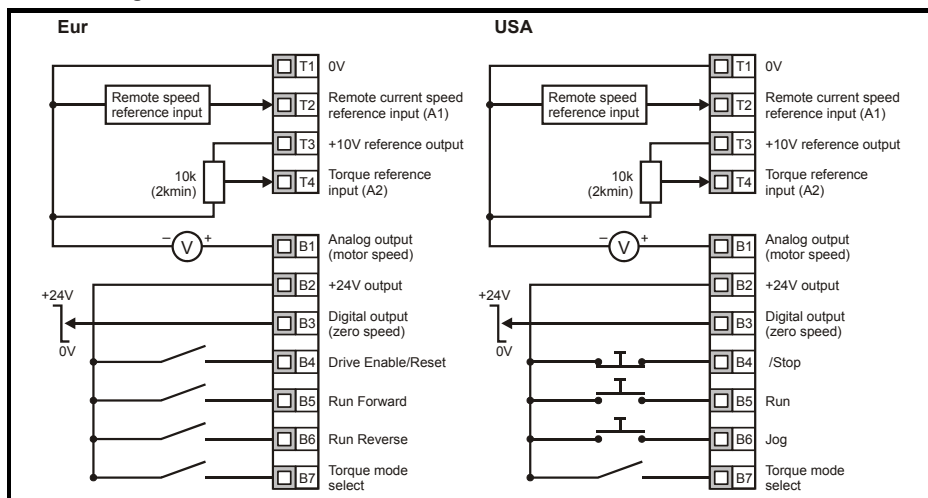 Eur
T1 0V
Remote speed
reference input
T2 Remote current speed
reference input (A1)
T3 +10V reference output
10k
(2kmin)
T4 Torque reference
input (A2)
− V +
B1 Analog output
(motor speed)
B2 +24V output
+24V
0V
B3 Digital output
(zero speed)
B4 Drive Enable/Reset
B5 Run Forward
B6 Run Reverse
B7 Torque mode
select
USA
T1 0V
Remote speed
reference input
T2 Remote current speed
reference input (A1)
T3 +10V reference output
10k
(2kmin)
T4 Torque reference
input (A2)
− V +
B1 Analog output
(motor speed)
B2 +24V output
+24V
0V
B3 Digital output
(zero speed)
B4 /Stop
B5 Run
B6 Jog
B7 Torque mode
select